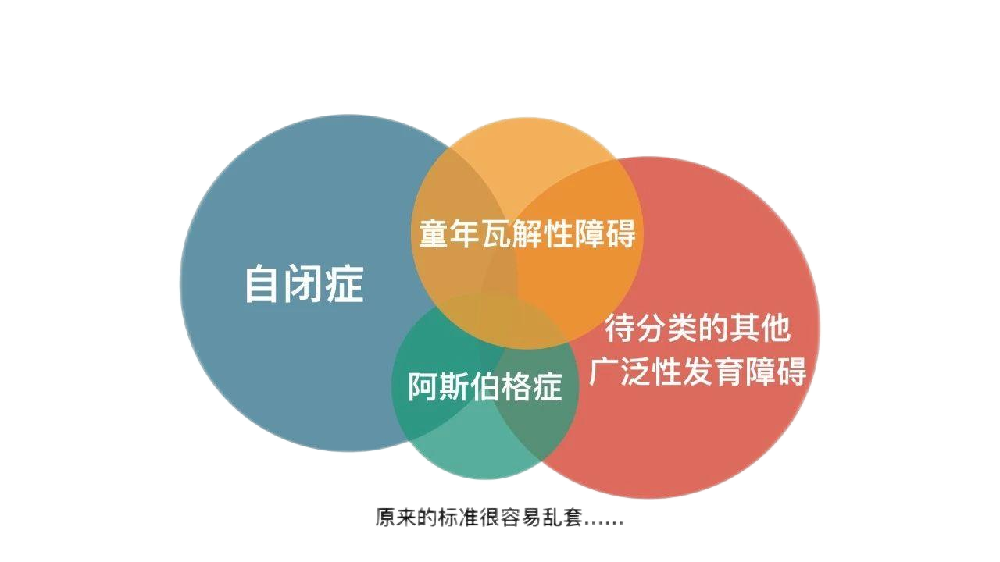 童年瓦解性障碍
自闭症
待分类的其他
广泛性发育障碍
阿斯伯格症
原来的标准很容易乱套……